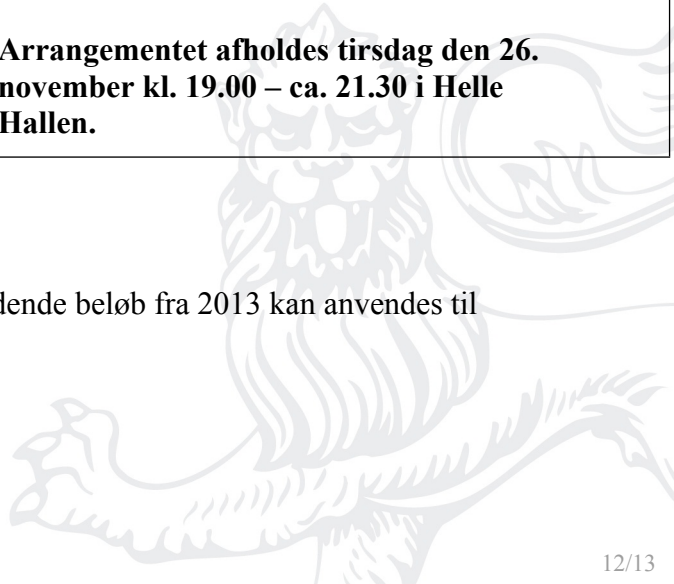 Arrangementet afholdes tirsdag den 26.
november kl. 19.00 – ca. 21.30 i Helle
Hallen.
dende beløb fra 2013 kan anvendes til
12/13